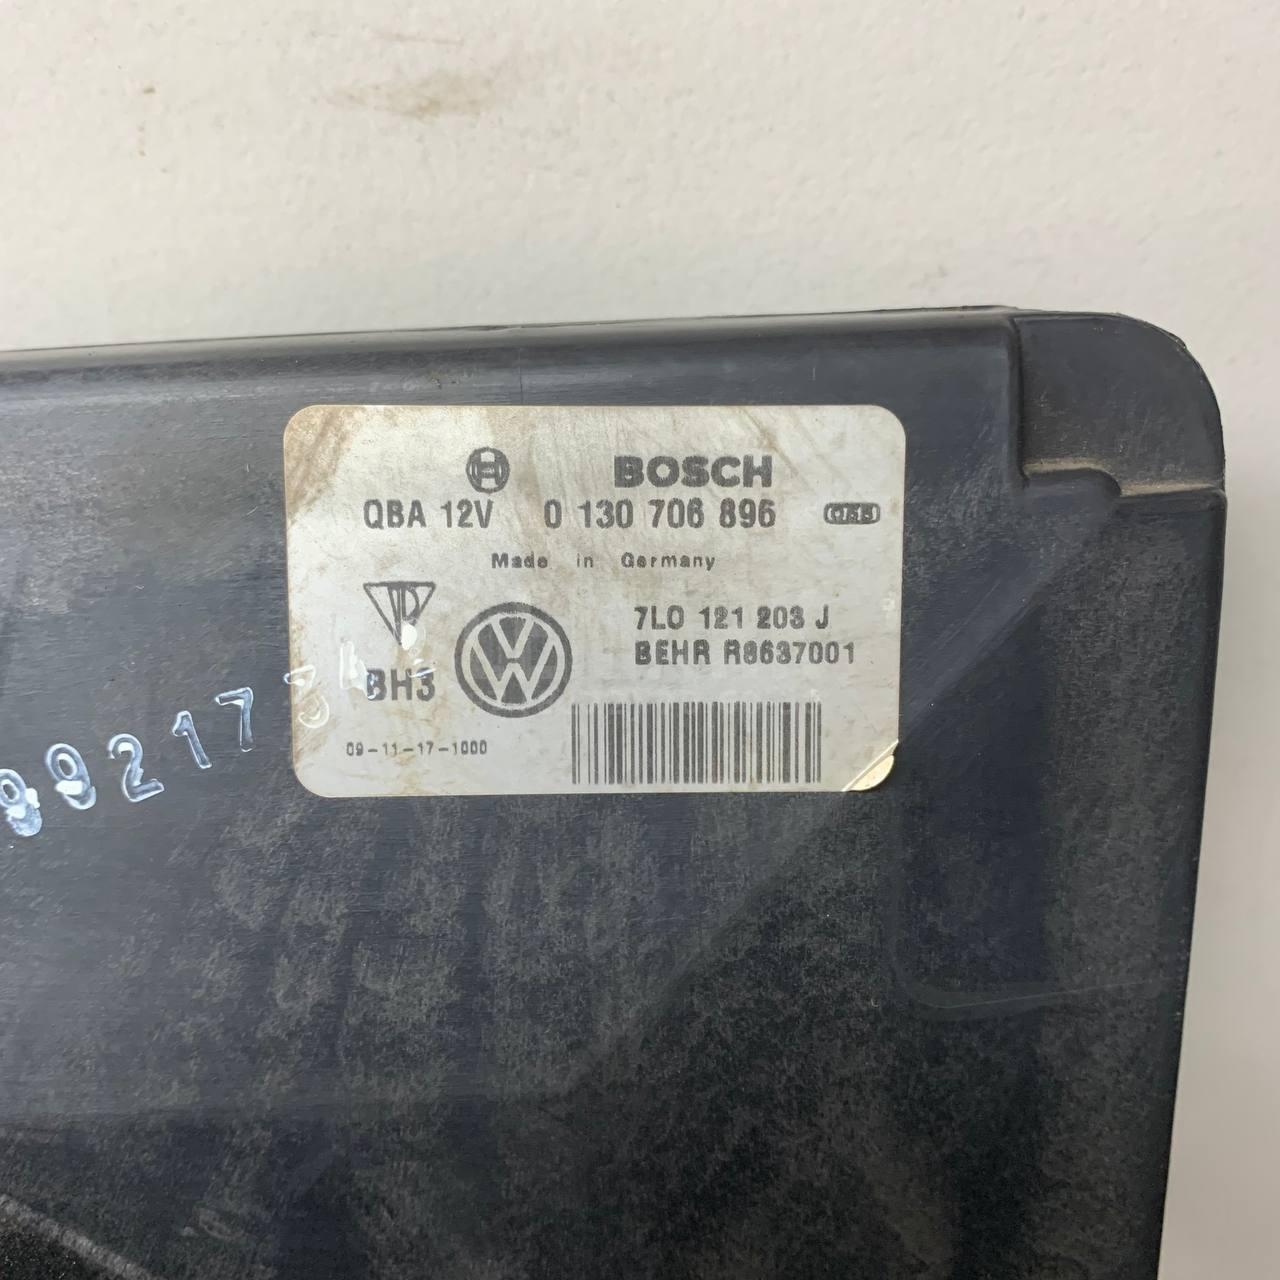 BOSCH
QBA 12V 0 130 706 896
Made in Germany
7L0 121 203 J
BEHR R8637001
BH3
09-11-17-1000